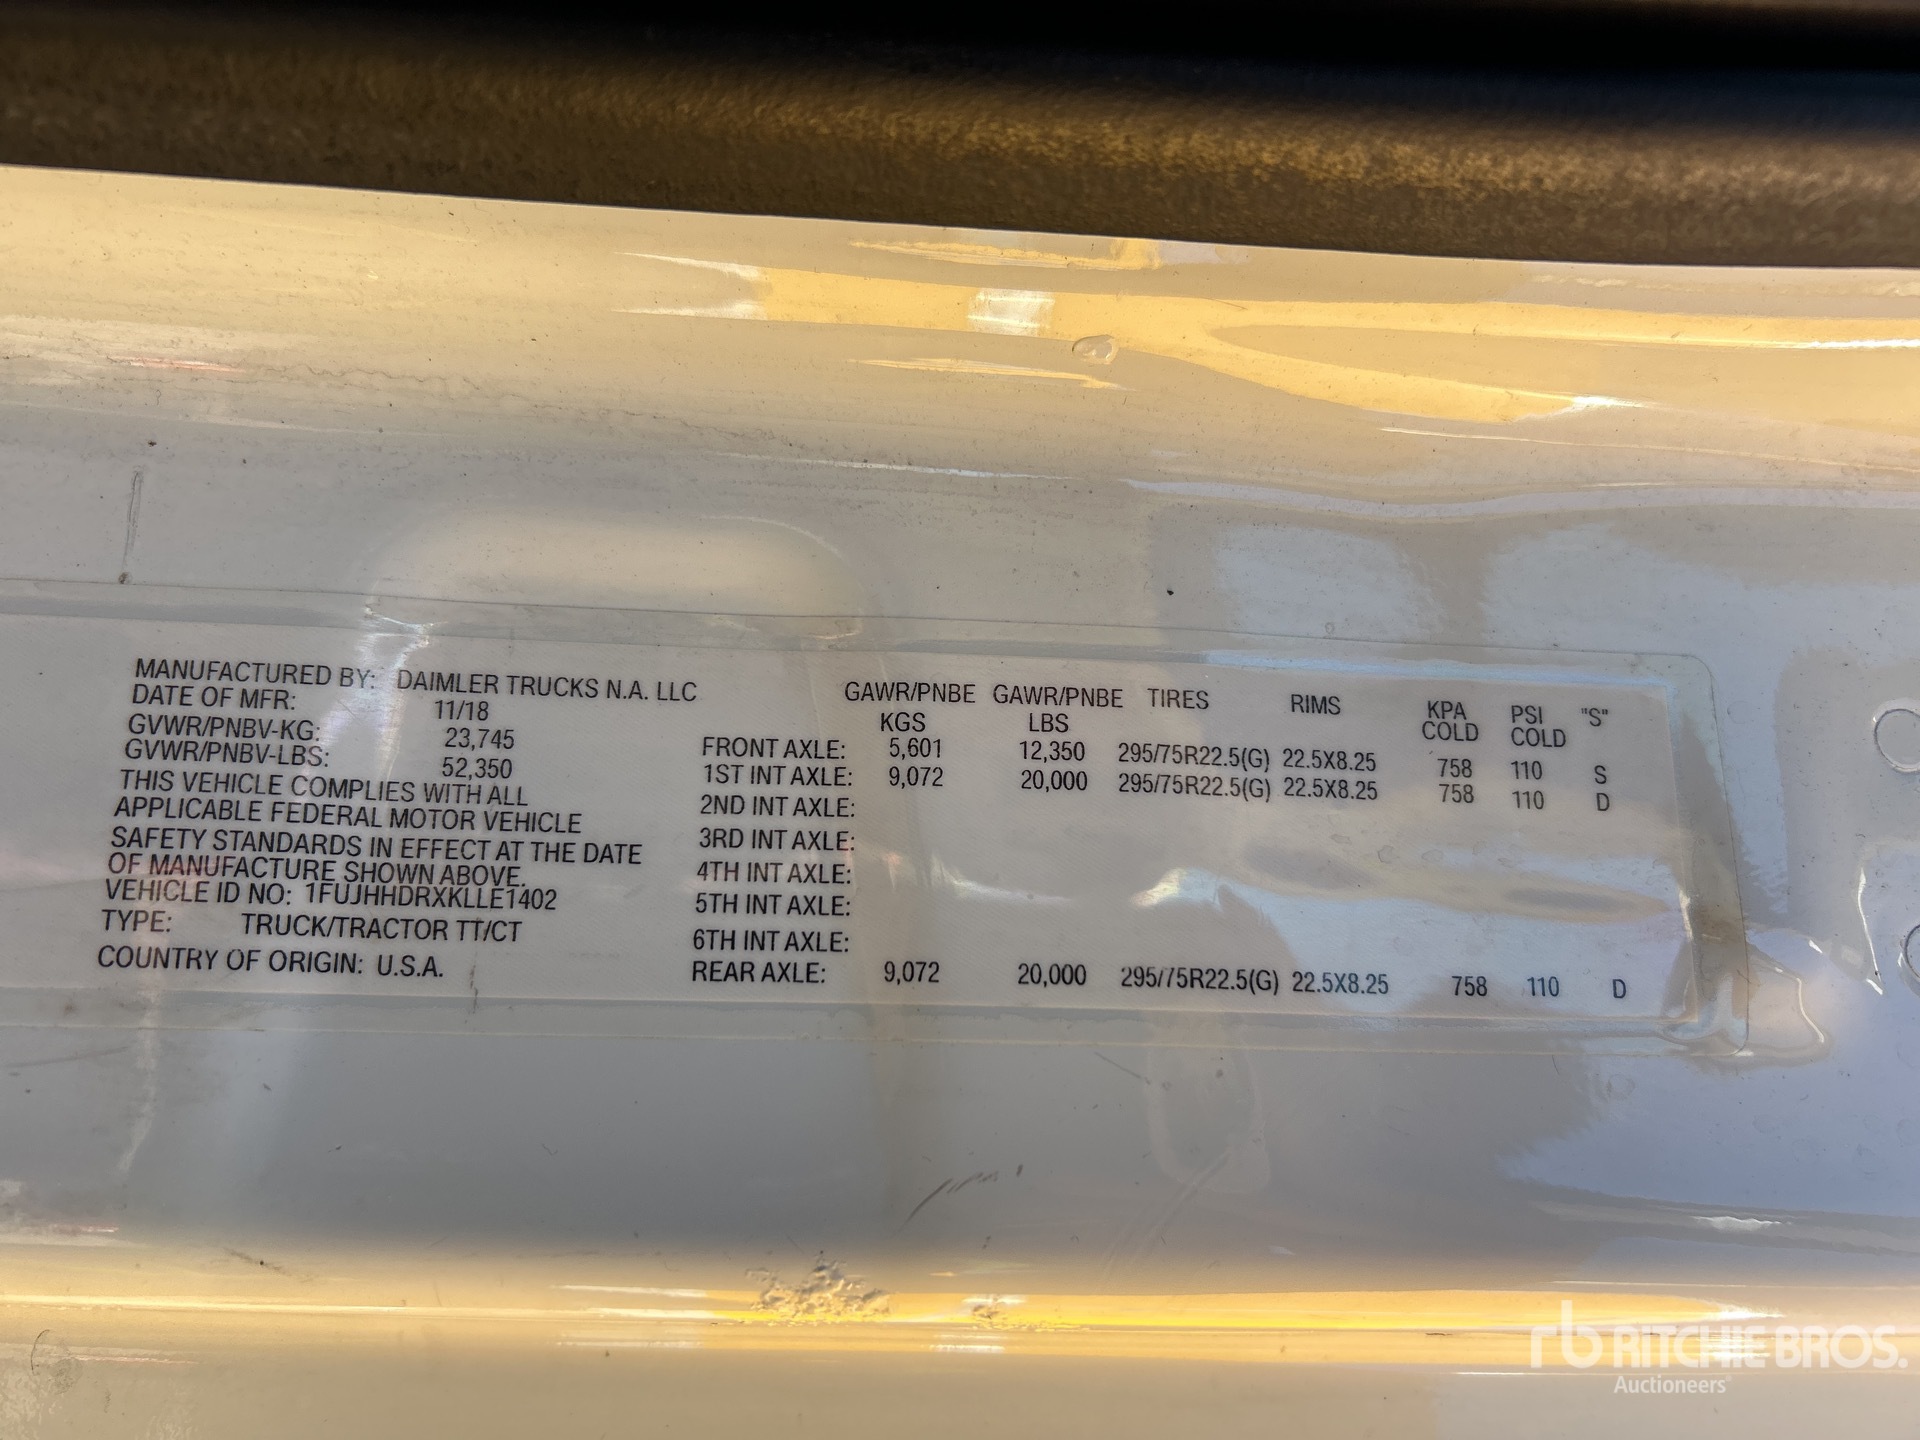 MANUFACTURED BY: DAIMLER TRUCKS N.A. LLC
DATE OF MFR: 11/18
GVWR/PNBV-KG: 23,745
GVWR/PNBV-LBS: 52,350
THIS VEHICLE COMPLIES WITH ALL
APPLICABLE FEDERAL MOTOR VEHICLE
SAFETY STANDARDS IN EFFECT AT THE DATE
OF MANUFACTURE SHOWN ABOVE.
VEHICLE ID NO: 1FUJHHDRXKLLE1402
TYPE: TRUCK/TRACTOR TT/CT
COUNTRY OF ORIGIN: U.S.A.
GAWR/PNBE GAWR/PNBE TIRES RIMS KPA PSI "S"
KGS LBS COLD COLD
FRONT AXLE: 5,601 12,350 295/75R22.5(G) 22.5X8.25 758 110 S
1ST INT AXLE: 9,072 20,000 295/75R22.5(G) 22.5X8.25 758 110 D
2ND INT AXLE:
3RD INT AXLE:
4TH INT AXLE:
5TH INT AXLE:
6TH INT AXLE:
REAR AXLE: 9,072 20,000 295/75R22.5(G) 22.5X8.25 758 110 D
rb RITCHIE BROS.
Auctioneers